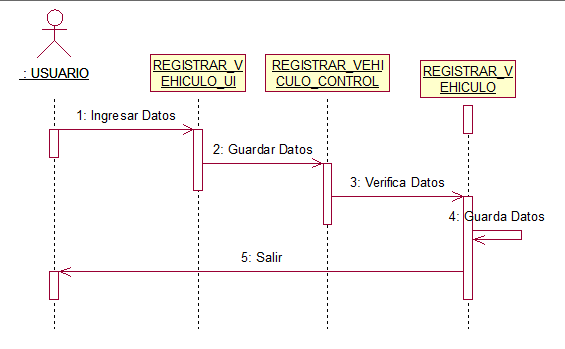 : USUARIO
REGISTRAR_V
EHICULO_UI
REGISTRAR_VEHI
CULO_CONTROL
REGISTRAR_V
EHICULO
1: Ingresar Datos
2: Guardar Datos
3: Verifica Datos
4: Guarda Datos
5: Salir